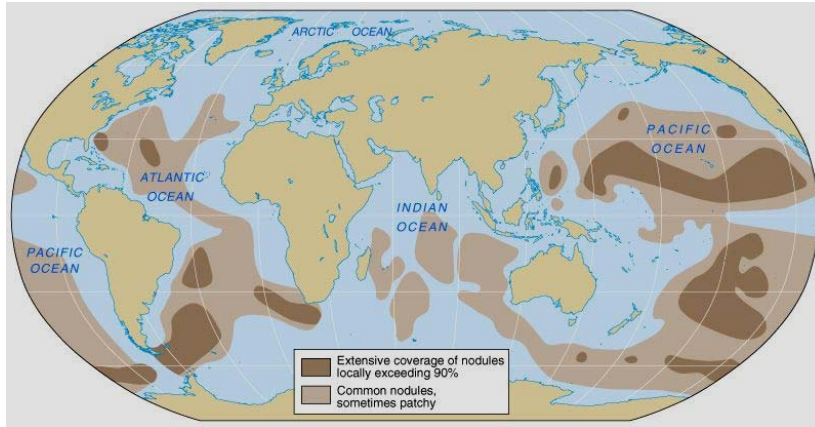 ARCTIC OCEAN
PACIFIC
OCEAN
ATLANTIC
OCEAN
INDIAN
OCEAN
PACIFIC
OCEAN
Extensive coverage of nodules
locally exceeding 90%
Common nodules,
sometimes patchy